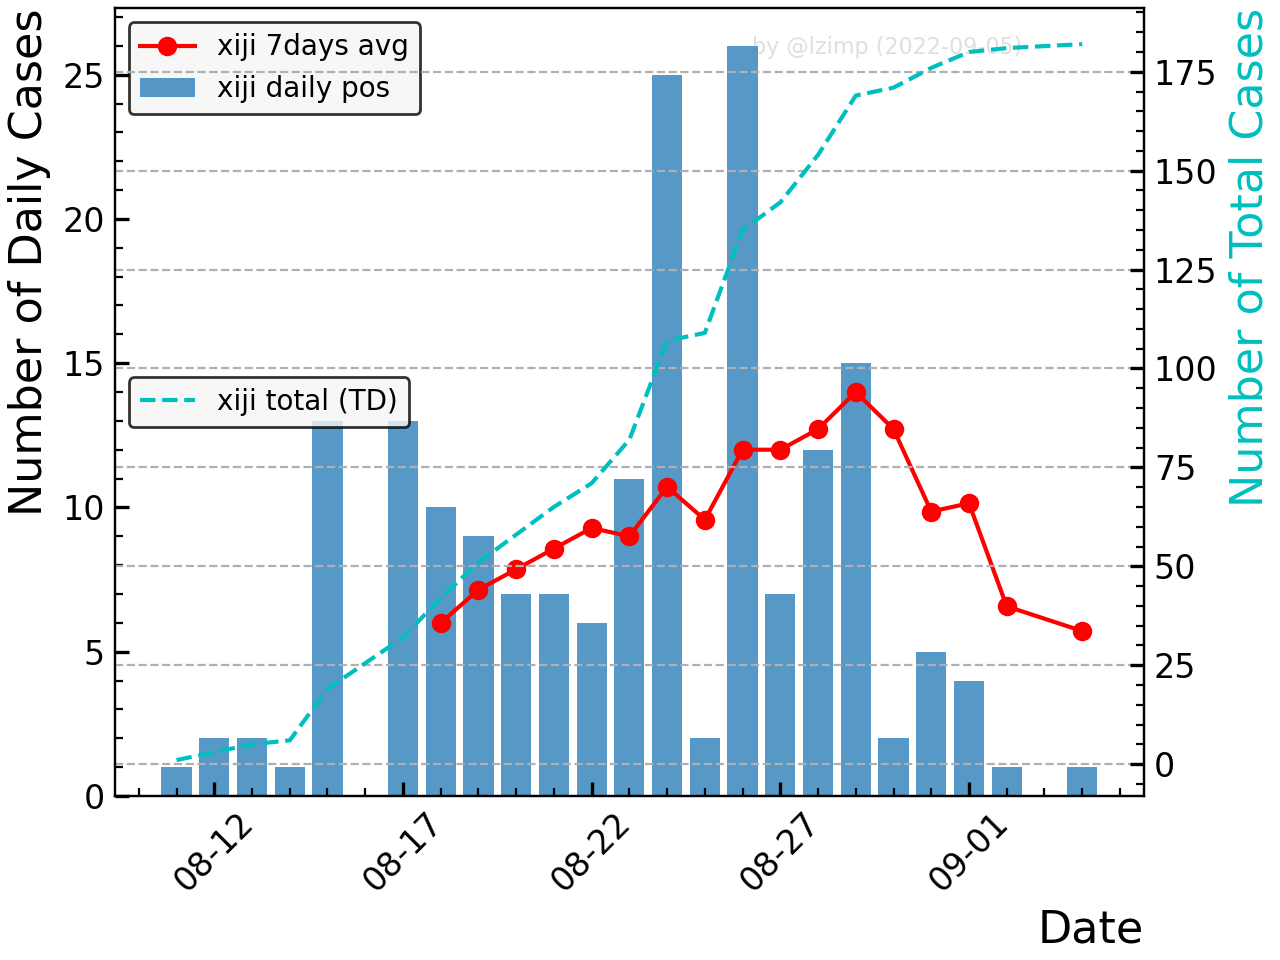 Number of Daily Cases
Number of Total Cases
xiji 7days avg
xiji daily pos
by @lzimp (2022-09-05)
xiji total (TD)
25
20
15
10
5
0
175
150
125
100
75
50
25
0
08-12
08-17
08-22
08-27
09-01
Date